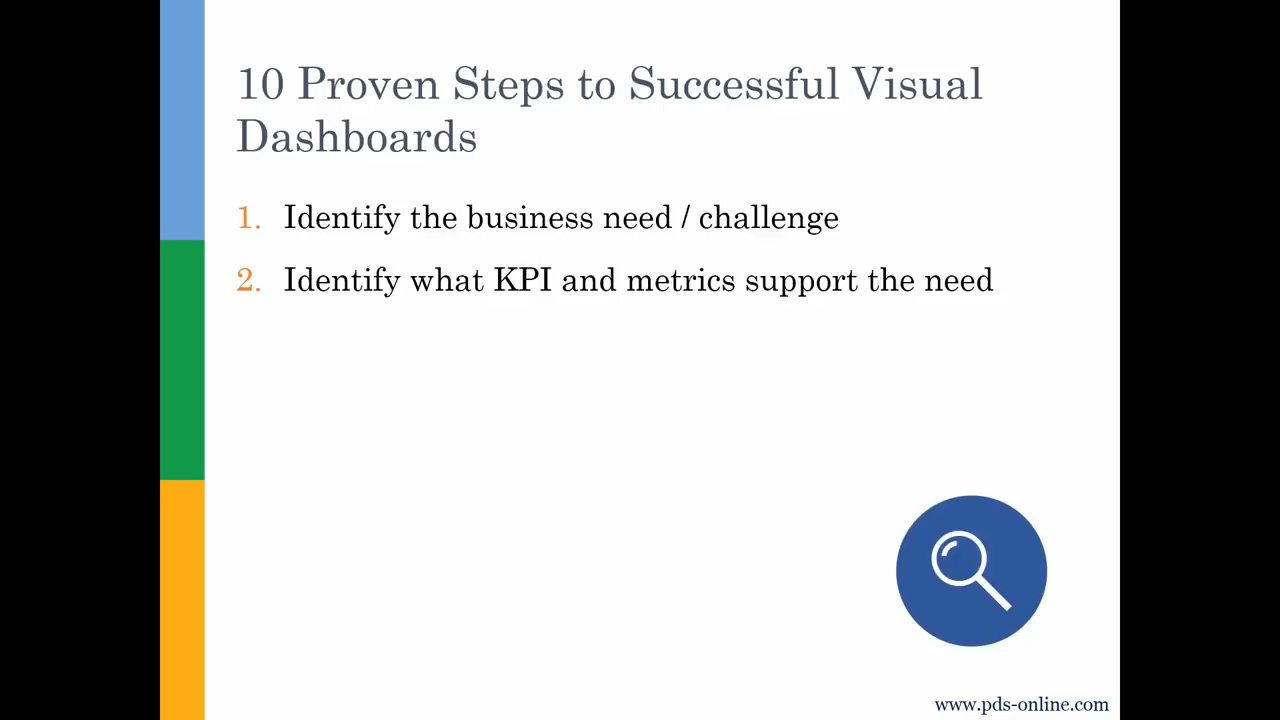 10 Proven Steps to Successful Visual
Dashboards
1. Identify the business need / challenge
2. Identify what KPI and metrics support the need
www.pds-online.com